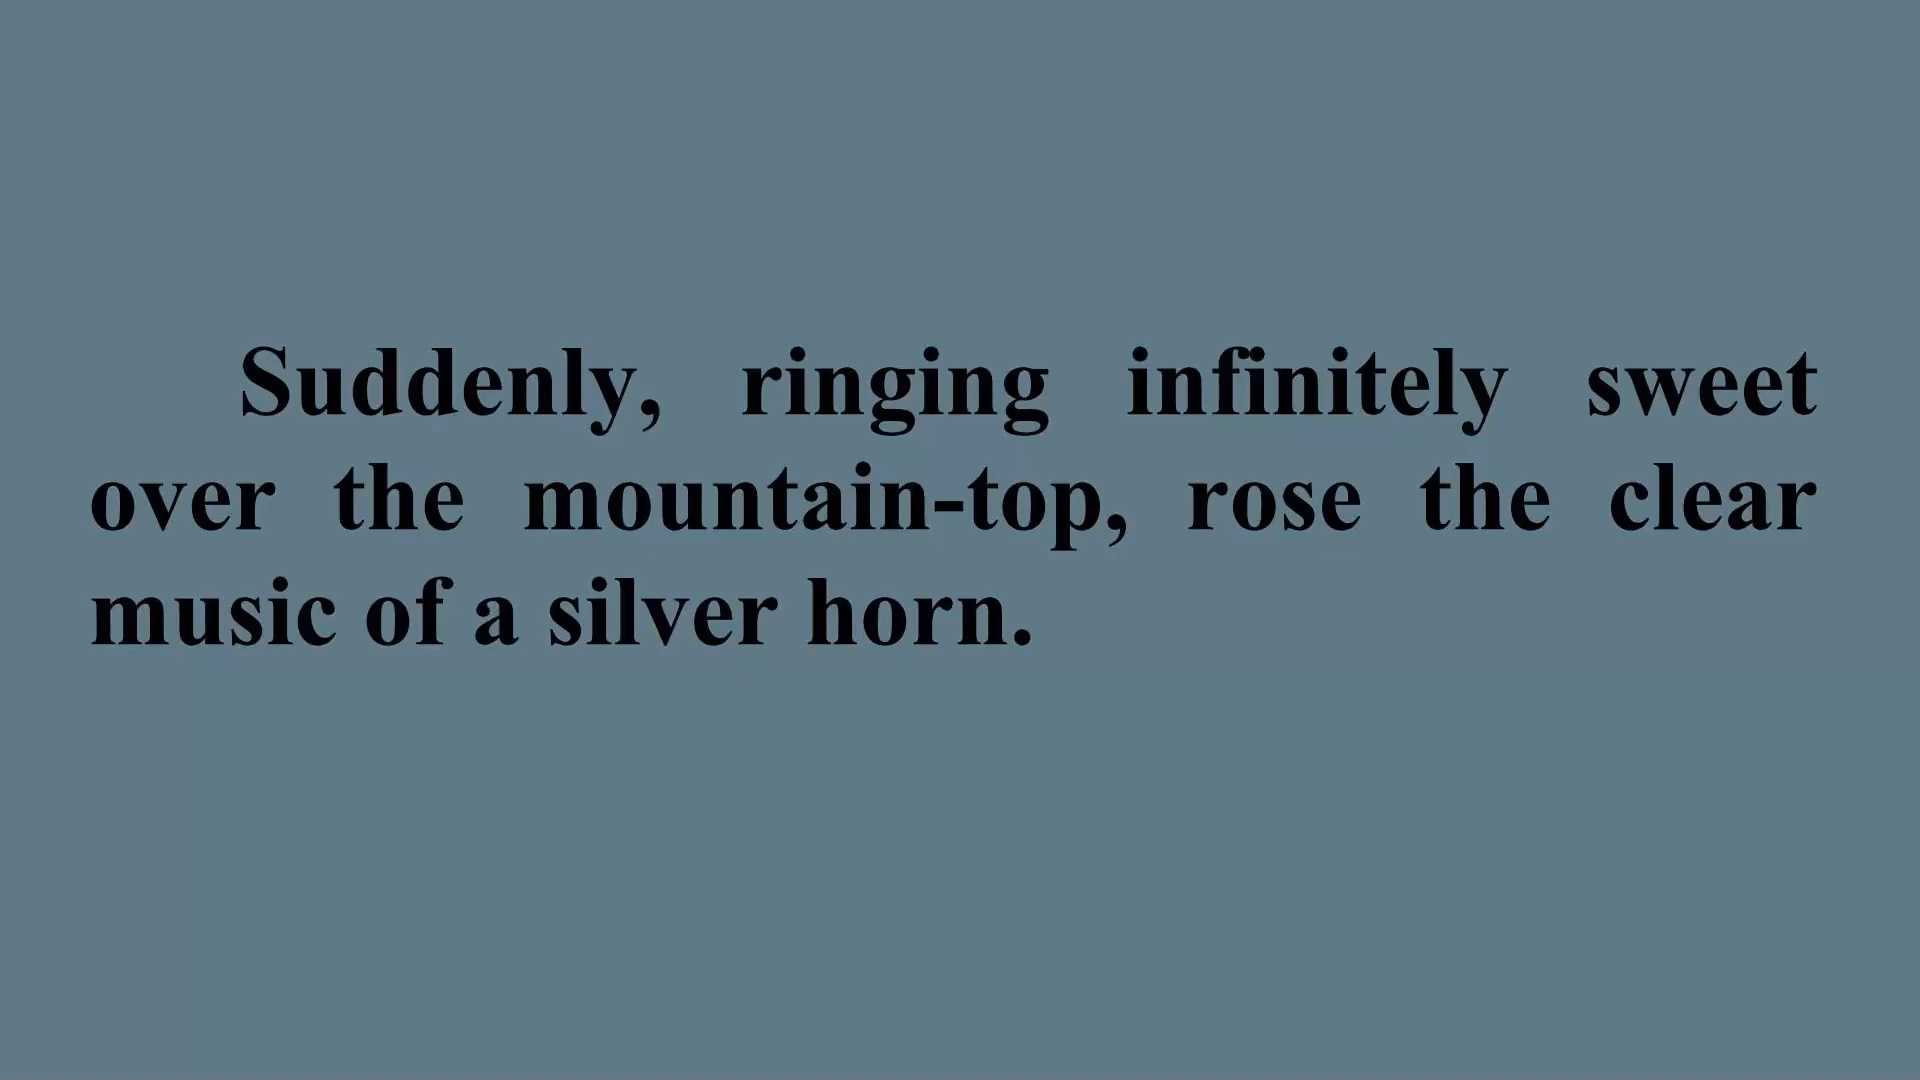 Suddenly, ringing infinitely sweet
over the mountain-top, rose the clear
music of a silver horn.